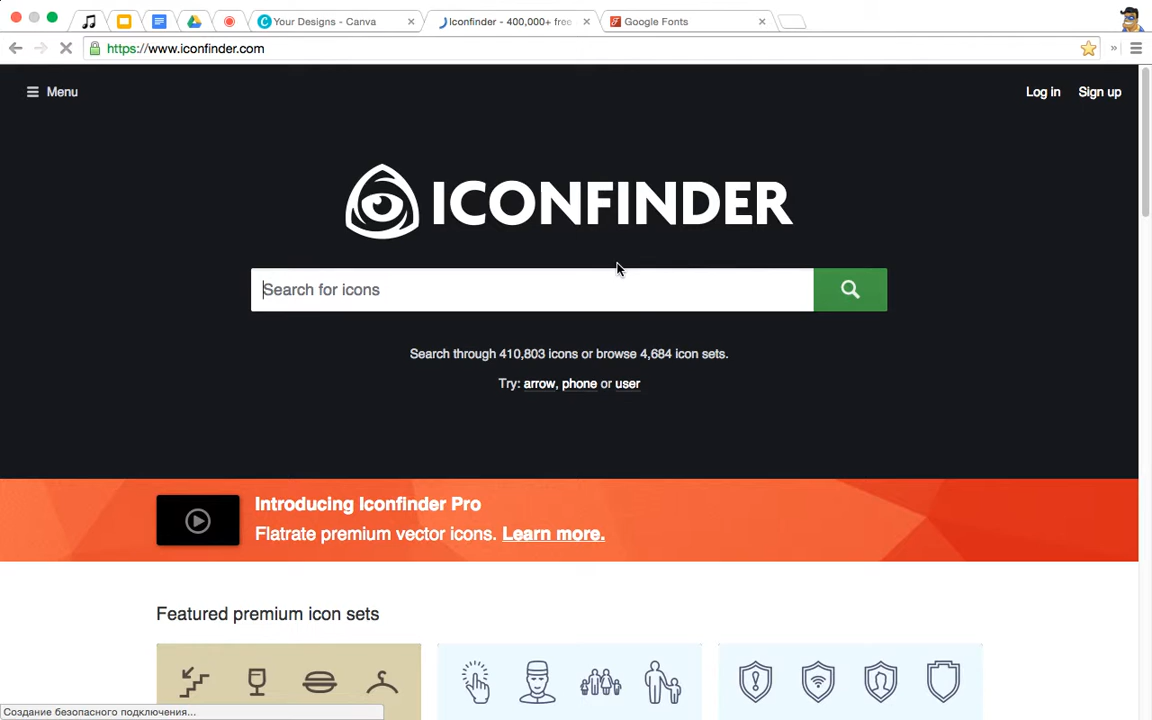 Your Designs - Canva
Iconfinder - 400,000+ free
Google Fonts
https://www.iconfinder.com
Menu
Log in
Sign up
ICONFINDER
Search for icons
Search through 410,803 icons or browse 4,684 icon sets.
Try: arrow, phone or user
Introducing Iconfinder Pro
Flatrate premium vector icons. Learn more.
Featured premium icon sets
Создание безопасного подключения...